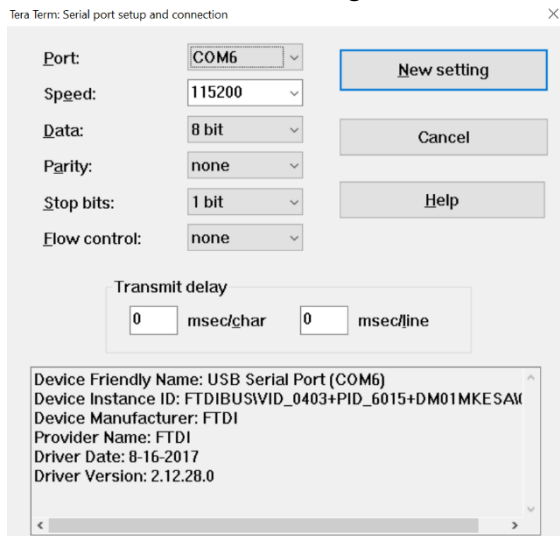 Tera Term: Serial port setup and connection
Port: COM6
New setting
Speed: 115200
Data: 8 bit
Cancel
Parity: none
Stop bits: 1 bit
Help
Flow control: none
Transmit delay
0 msec/char 0 msec/line
Device Friendly Name: USB Serial Port (COM6)
Device Instance ID: FTDIBUS\VID_0403+PID_6015+DM01MKESA\
Device Manufacturer: FTDI
Provider Name: FTDI
Driver Date: 8-16-2017
Driver Version: 2.12.28.0